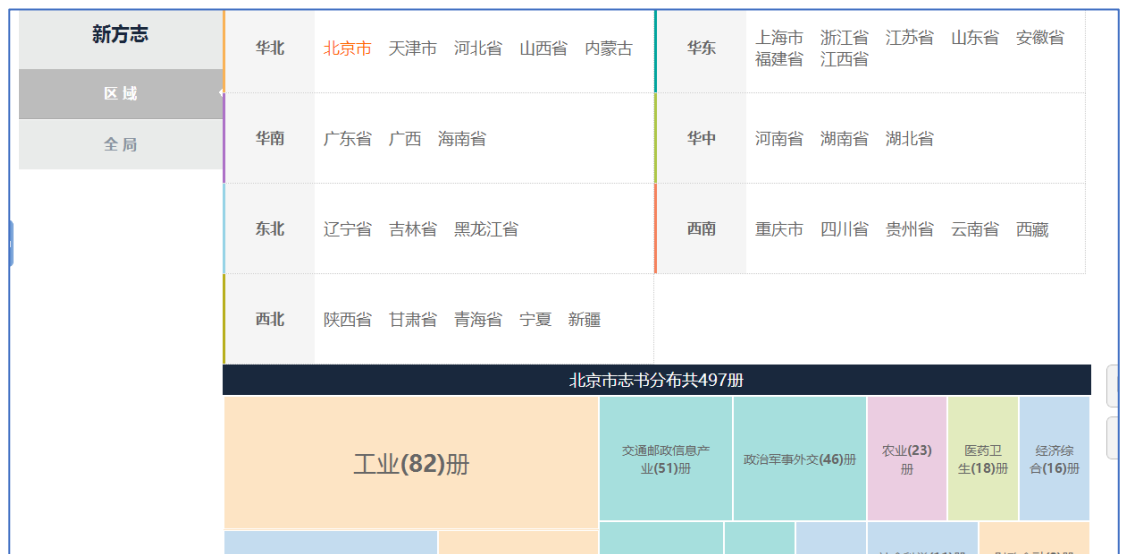 新方志
区域
全局
华北
北京市 天津市 河北省 山西省 内蒙古
华东
上海市 浙江省 江苏省 山东省 安徽省
福建省 江西省
华南
广东省 广西 海南省
华中
河南省 湖南省 湖北省
东北
辽宁省 吉林省 黑龙江省
西南
重庆市 四川省 贵州省 云南省 西藏
西北
陕西省 甘肃省 青海省 宁夏 新疆
北京市志书分布共497册
工业(82)册
交通邮政信息产
业(51)册
政治军事外交(46)册
农业(23)
册
医药卫
生(18)册
经济综
合(16)册